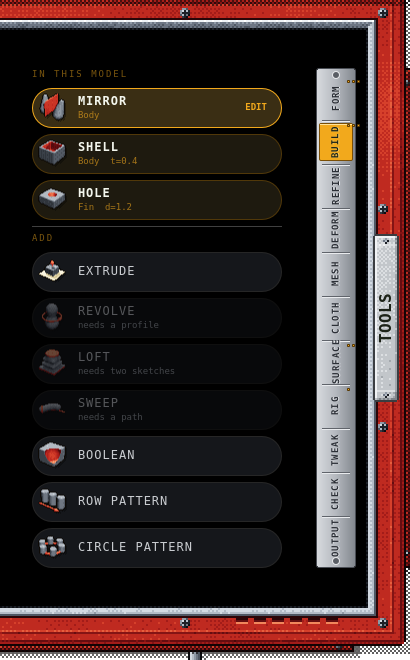 IN THIS MODEL
MIRROR
Body
EDIT
SHELL
Body t=0.4
HOLE
Fin d=1.2
ADD
EXTRUDE
REVOLVE
needs a profile
LOFT
needs two sketches
SWEEP
needs a path
BOOLEAN
ROW PATTERN
CIRCLE PATTERN
FORM
BUILD
REFINE
DEFORM
MESH
CLOTH
SURFACE
RIG
TWEAK
CHECK
OUTPUT
TOOLS